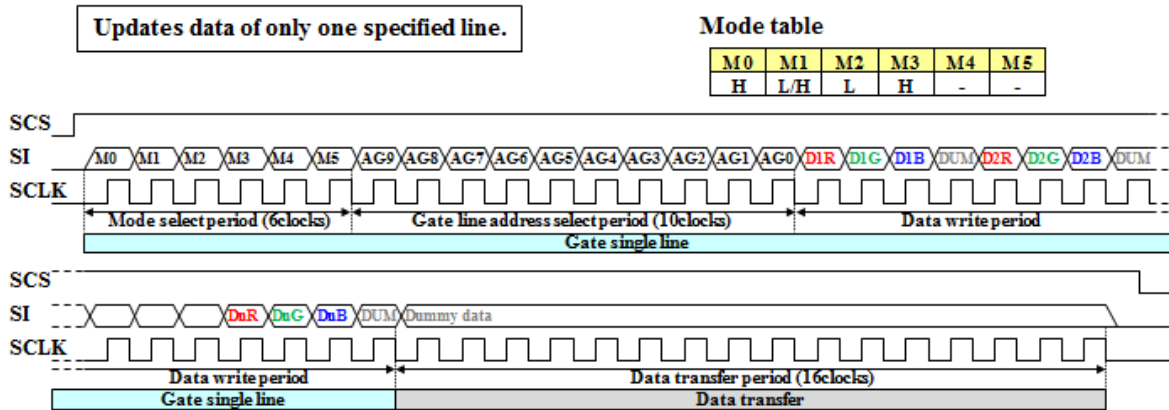 Updates data of only one specified line.
Mode table
M0 M1 M2 M3 M4 M5
H L/H L H - -
SCS
SI M0 M1 M2 M3 M4 M5 AG9 AG8 AG7 AG6 AG5 AG4 AG3 AG2 AG1 AG0 D1R D1G D1B DUM D2R D2G D2B DUM
SCLK
Mode select period (6clocks) Gate line address select period (10clocks) Data write period
Gate single line
SCS
SI DnR DnG DnB DUM Dummy data
SCLK
Data write period Data transfer period (16clocks)
Gate single line Data transfer